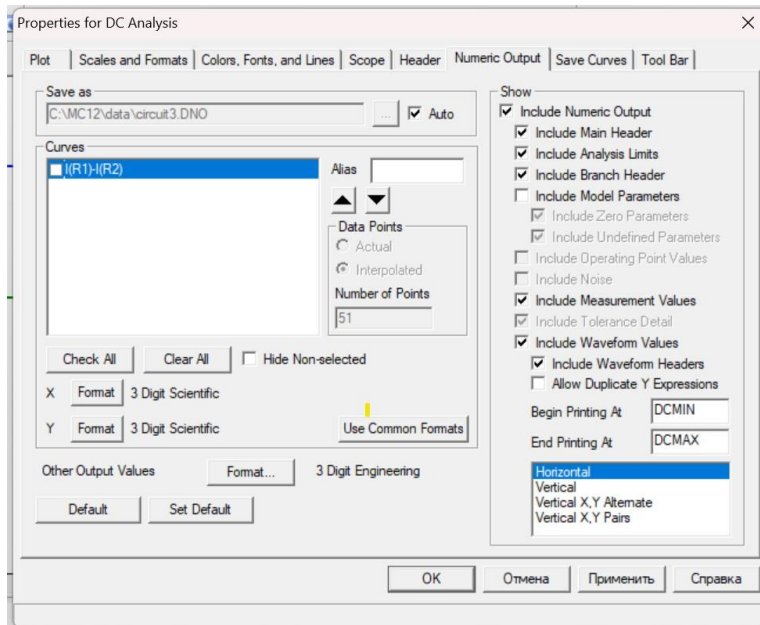 Properties for DC Analysis
Plot Scales and Formats Colors, Fonts, and Lines Scope Header Numeric Output Save Curves Tool Bar
Save as
C:\MC12\data\circuit3.DNO ... Auto
Curves
I(R1)-I(R2)
Alias
Data Points
Actual
Interpolated
Number of Points
51
Check All Clear All Hide Non-selected
X Format 3 Digit Scientific
Y Format 3 Digit Scientific Use Common Formats
Other Output Values Format... 3 Digit Engineering
Default Set Default
Show
Include Numeric Output
Include Main Header
Include Analysis Limits
Include Branch Header
Include Model Parameters
Include Zero Parameters
Include Undefined Parameters
Include Operating Point Values
Include Noise
Include Measurement Values
Include Tolerance Detail
Include Waveform Values
Include Waveform Headers
Allow Duplicate Y Expressions
Begin Printing At DCMIN
End Printing At DCMAX
Horizontal
Vertical
Vertical X,Y Alternate
Vertical X,Y Pairs
OK Отмена Применить Справка